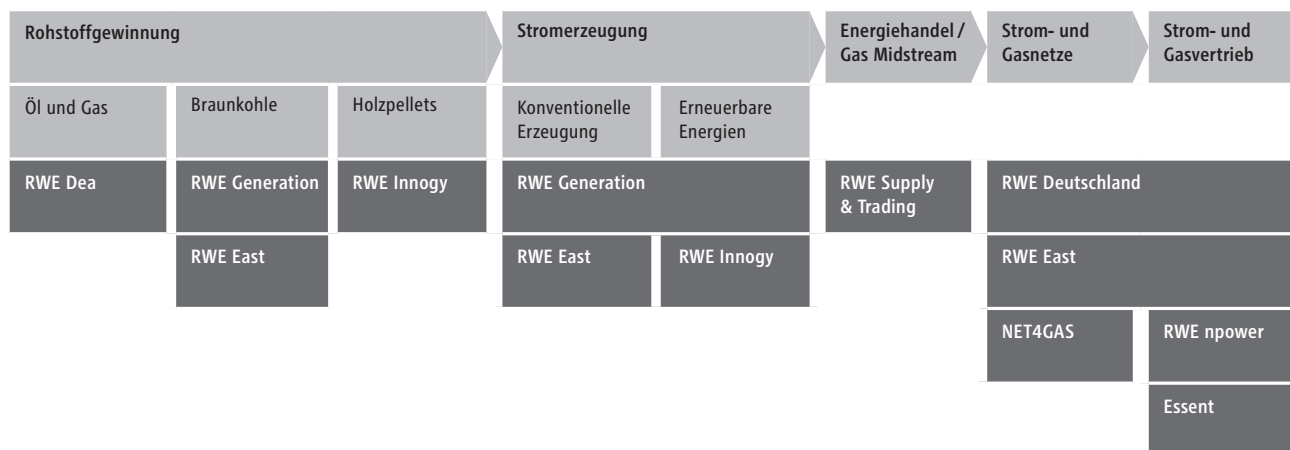 Rohstoffgewinnung
Stromerzeugung
Energiehandel /
Gas Midstream
Strom- und
Gasnetze
Strom- und
Gasvertrieb
Öl und Gas
Braunkohle
Holzpellets
Konventionelle
Erzeugung
Erneuerbare
Energien
RWE Dea
RWE Generation
RWE Innogy
RWE Generation
RWE Supply
& Trading
RWE Deutschland
RWE East
RWE East
RWE Innogy
RWE East
NET4GAS
RWE npower
Essent